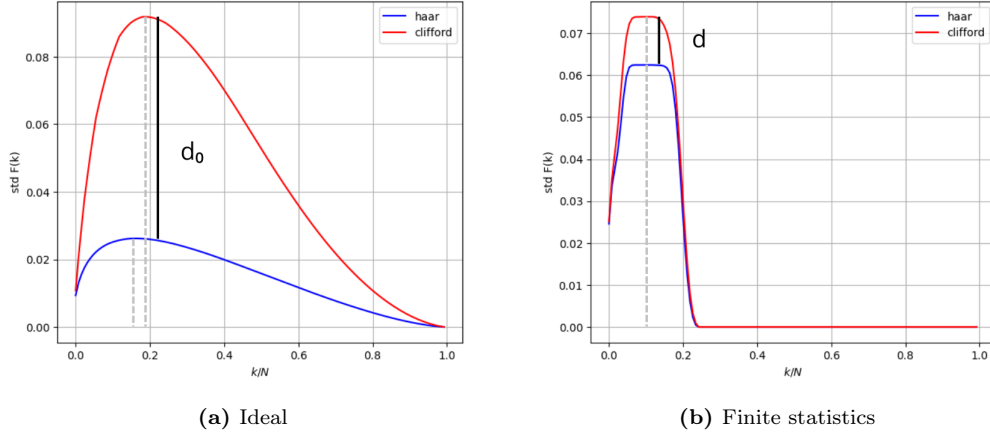 haar
clifford
d₀
std F(k)
0.08
0.06
0.04
0.02
0.00
0.0 0.2 0.4 0.6 0.8 1.0
k/N
(a) Ideal
haar
clifford
d
std F(k)
0.07
0.06
0.05
0.04
0.03
0.02
0.01
0.00
0.0 0.2 0.4 0.6 0.8 1.0
k/N
(b) Finite statistics